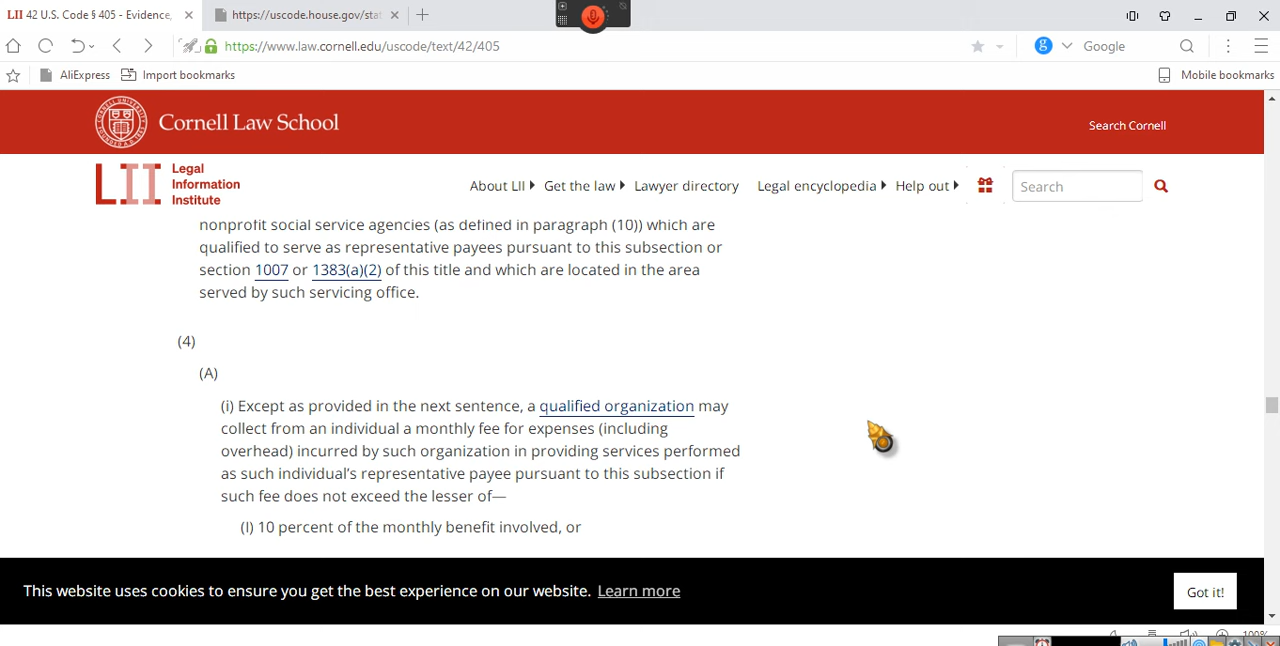 LII 42 U.S. Code § 405 - Evidence,
https://uscode.house.gov/stat
https://www.law.cornell.edu/uscode/text/42/405
g
Google
AliExpress
Import bookmarks
Mobile bookmarks
Cornell Law School
Search Cornell
LII
Legal
Information
Institute
About LII
Get the law
Lawyer directory
Legal encyclopedia
Help out
Search
nonprofit social service agencies (as defined in paragraph (10)) which are
qualified to serve as representative payees pursuant to this subsection or
section 1007 or 1383(a)(2) of this title and which are located in the area
served by such servicing office.
(4)
(A)
(i) Except as provided in the next sentence, a qualified organization may
collect from an individual a monthly fee for expenses (including
overhead) incurred by such organization in providing services performed
as such individual’s representative payee pursuant to this subsection if
such fee does not exceed the lesser of—
(I) 10 percent of the monthly benefit involved, or
This website uses cookies to ensure you get the best experience on our website. Learn more
Got it!
100%